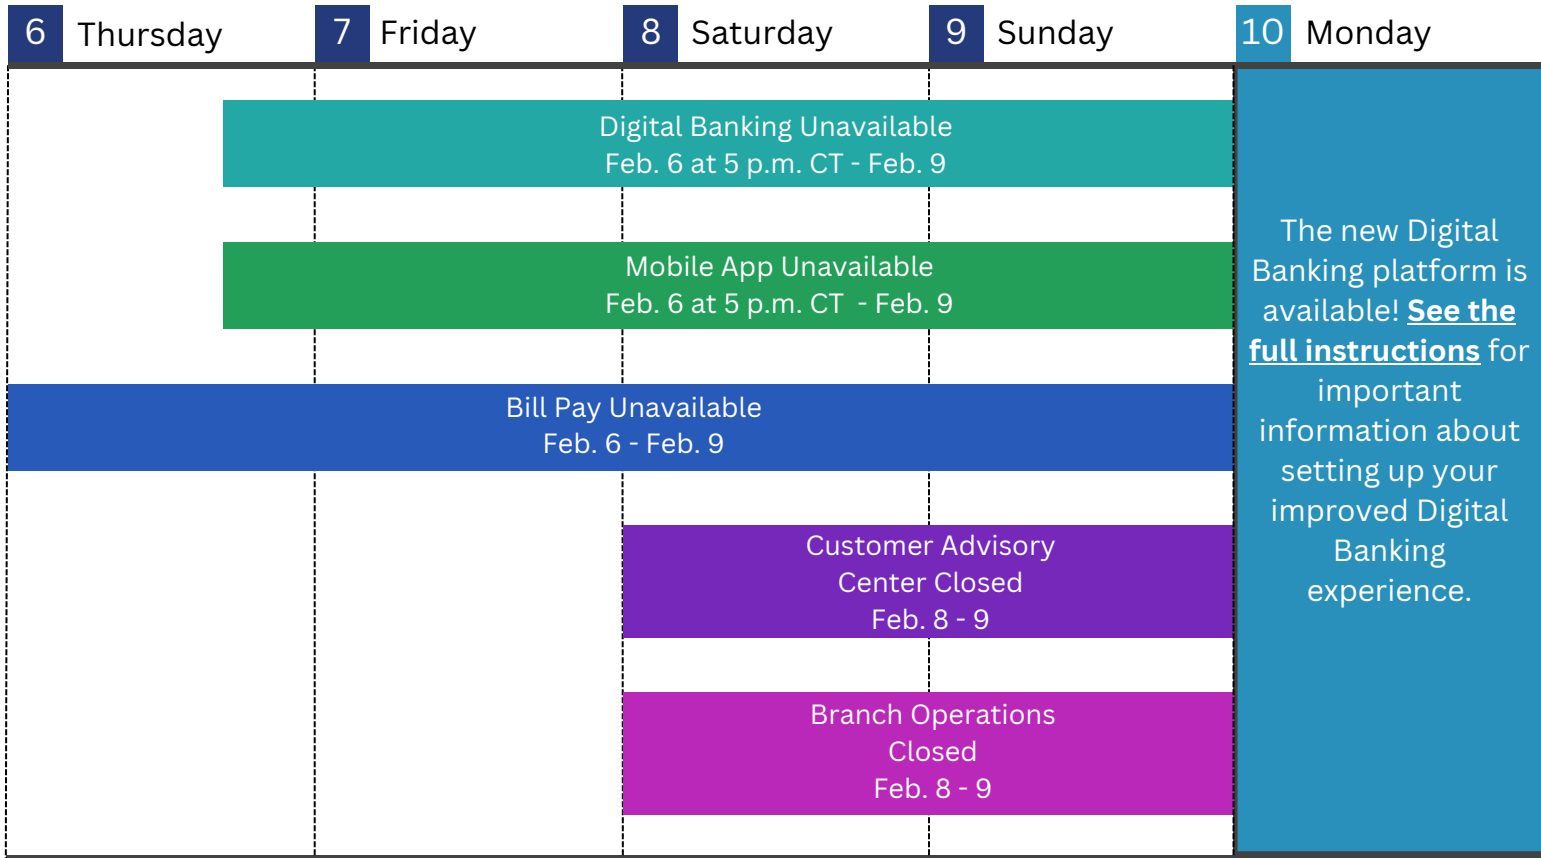 6 Thursday 7 Friday 8 Saturday 9 Sunday 10 Monday
Digital Banking Unavailable
Feb. 6 at 5 p.m. CT - Feb. 9
Mobile App Unavailable
Feb. 6 at 5 p.m. CT - Feb. 9
Bill Pay Unavailable
Feb. 6 - Feb. 9
Customer Advisory
Center Closed
Feb. 8 - 9
Branch Operations
Closed
Feb. 8 - 9
The new Digital
Banking platform is
available! See the
full instructions for
important
information about
setting up your
improved Digital
Banking
experience.